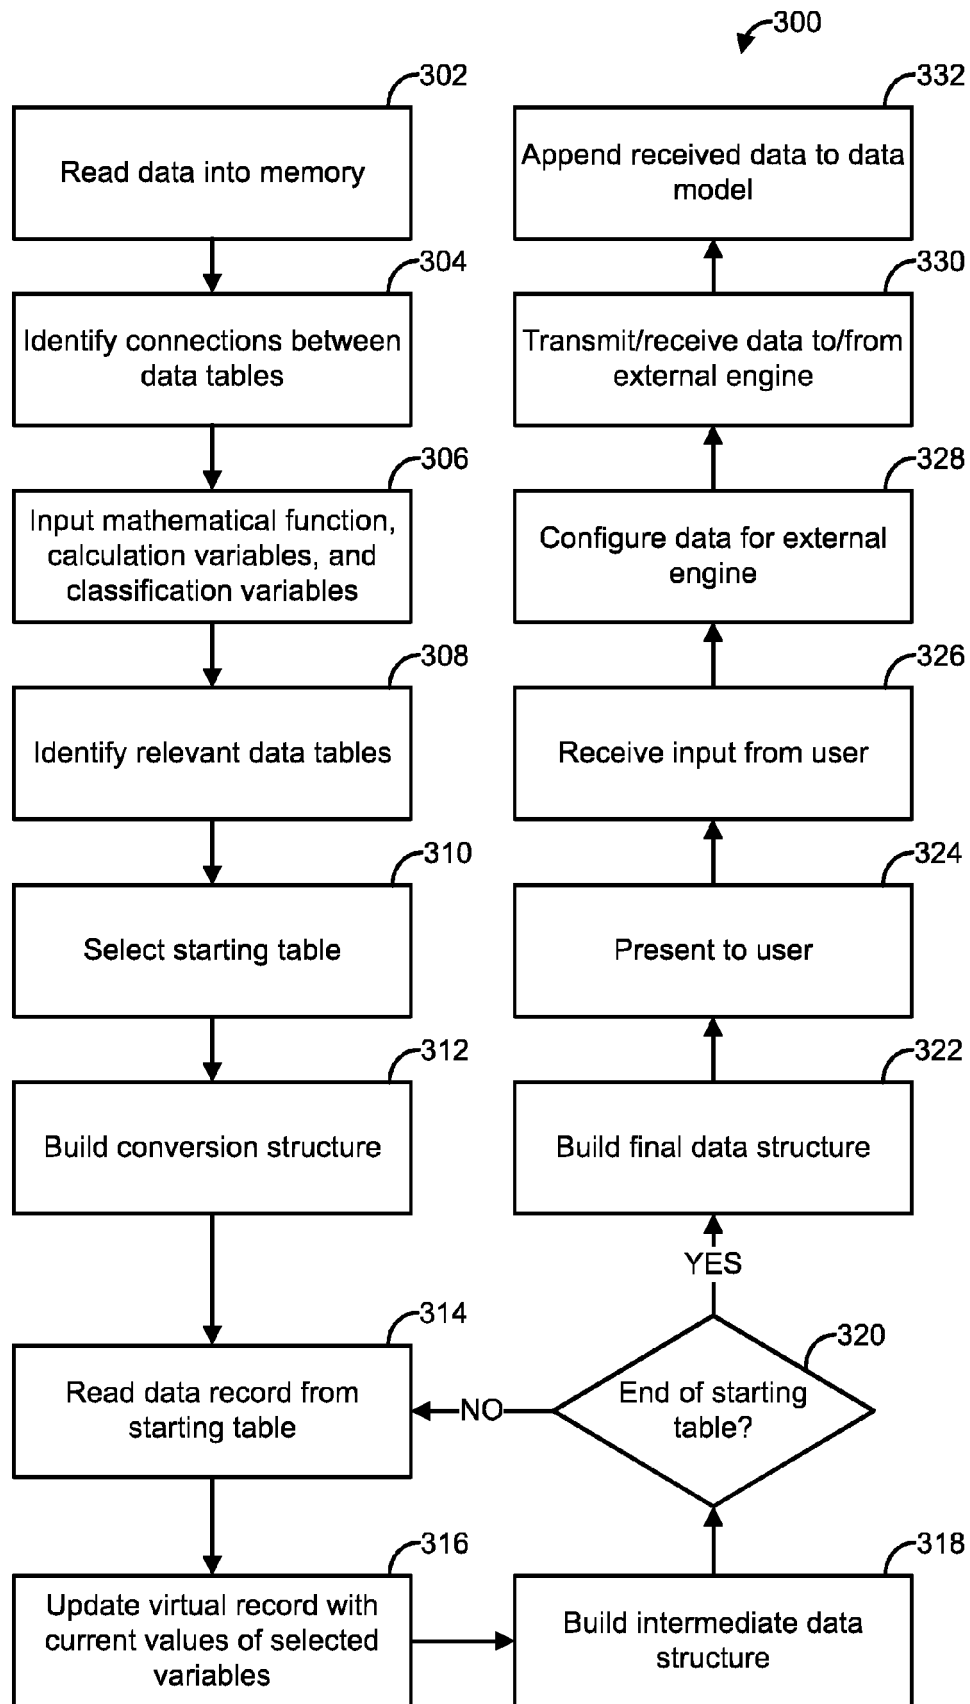 300
302
Read data into memory
304
Identify connections between
data tables
306
Input mathematical function,
calculation variables, and
classification variables
308
Identify relevant data tables
310
Select starting table
312
Build conversion structure
314
Read data record from
starting table
316
Update virtual record with
current values of selected
variables
318
Build intermediate data
structure
320
End of starting
table?
NO
YES
322
Build final data structure
324
Present to user
326
Receive input from user
328
Configure data for external
engine
330
Transmit/receive data to/from
external engine
332
Append received data to data
model